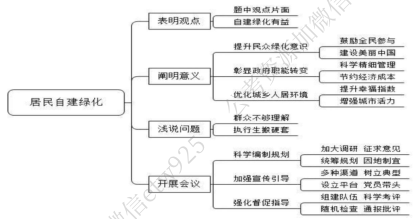 居民自建绿化
表明观点
题中观点片面
自建绿化有益
阐明意义
提升民众绿化意识
鼓励全民参与
建设美丽中国
彰显政府职能转变
科学精细管理
节约经济成本
优化城乡人居环境
提升幸福指数
增强城市活力
浅说问题
群众不够理解
执行生搬硬套
开展会议
科学编制规划
加大调研 征求意见
统筹规划 因地制宜
加强宣传引导
多种渠道 树立典型
设立平台 党员带头
强化督促指导
组建队伍 科学考评
随机检查 通报批评